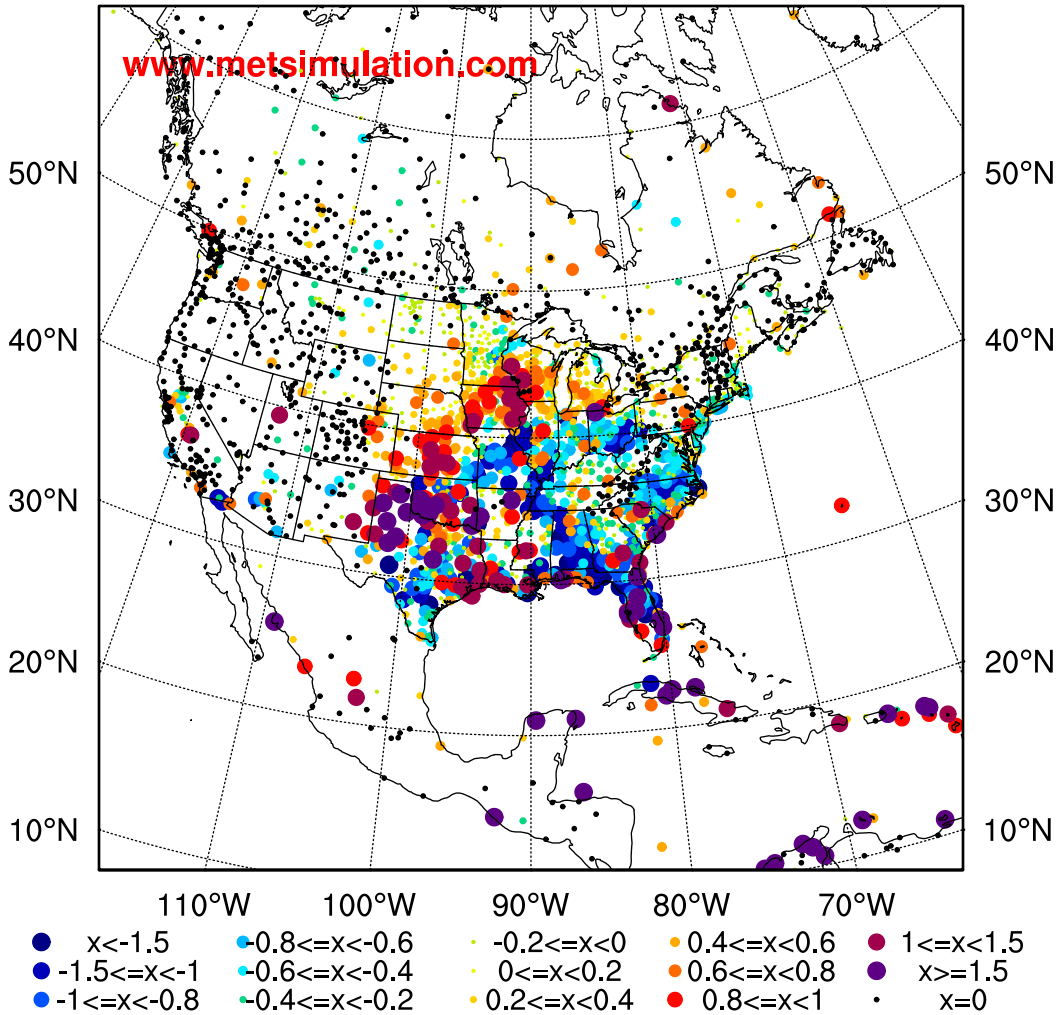 www.metsimulation.com
50°N 50°N
40°N 40°N
30°N 30°N
20°N 20°N
10°N 10°N
110°W 100°W 90°W 80°W 70°W
x<-1.5 -0.8<=x<-0.6 -0.2<=x<0 0.4<=x<0.6 1<=x<1.5
-1.5<=x<-1 -0.6<=x<-0.4 0<=x<0.2 0.6<=x<0.8 x>=1.5
-1<=x<-0.8 -0.4<=x<-0.2 0.2<=x<0.4 0.8<=x<1 x=0